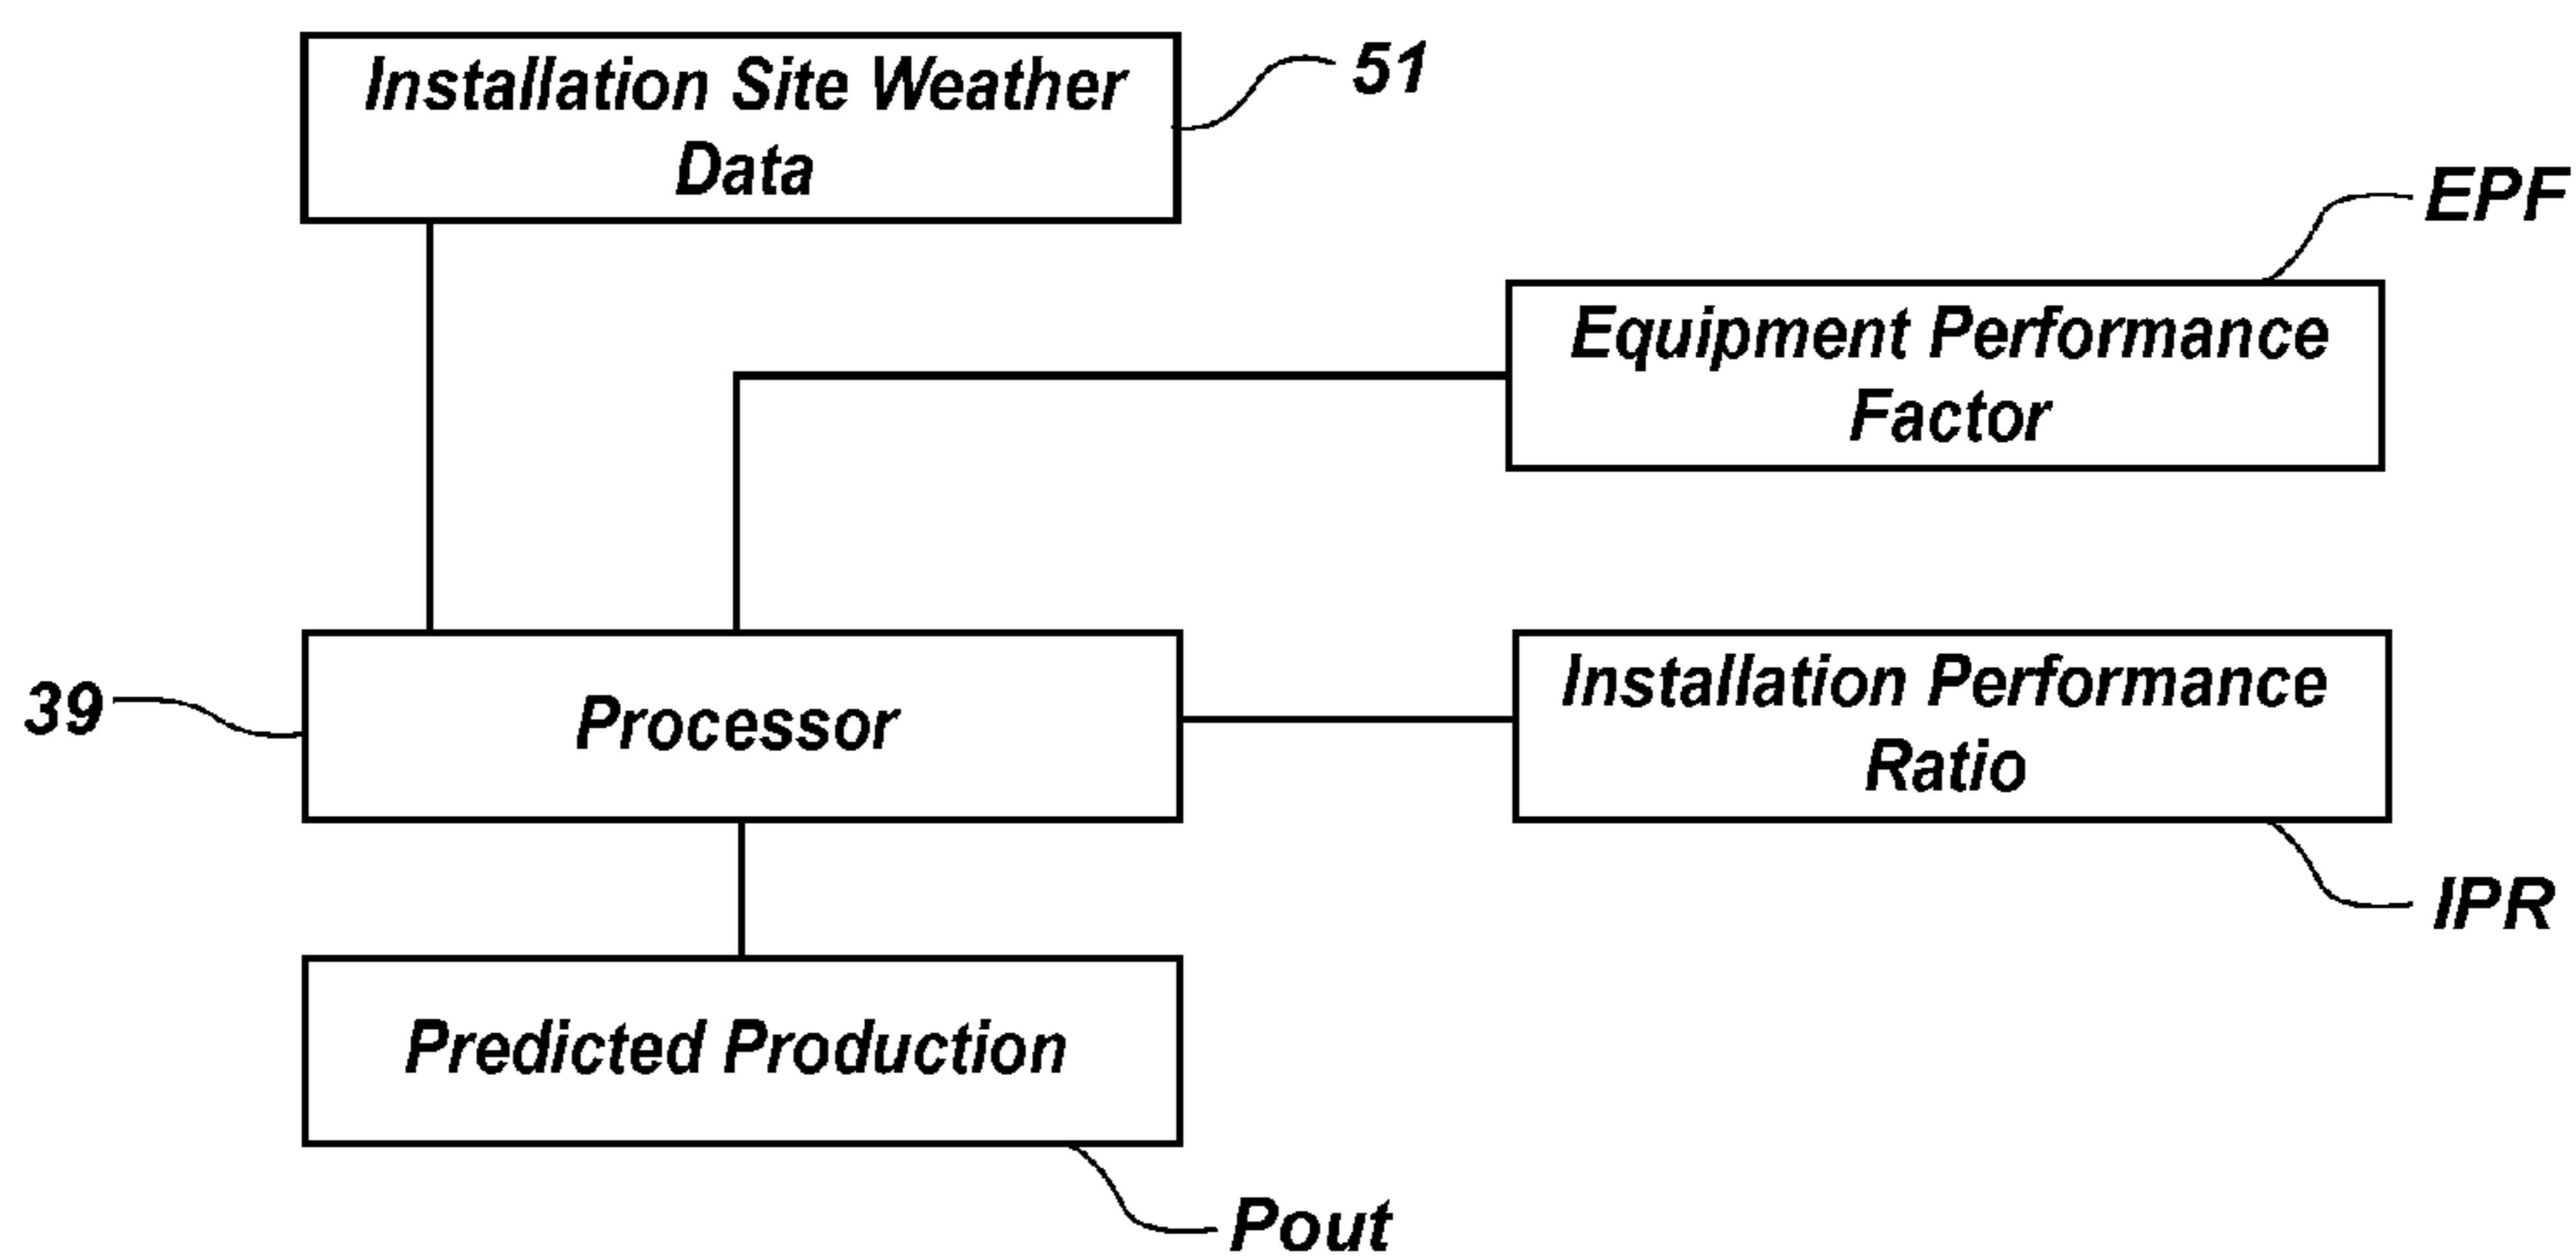 Installation Site Weather
Data
51
EPF
Equipment Performance
Factor
39
Processor
Installation Performance
Ratio
IPR
Predicted Production
Pout